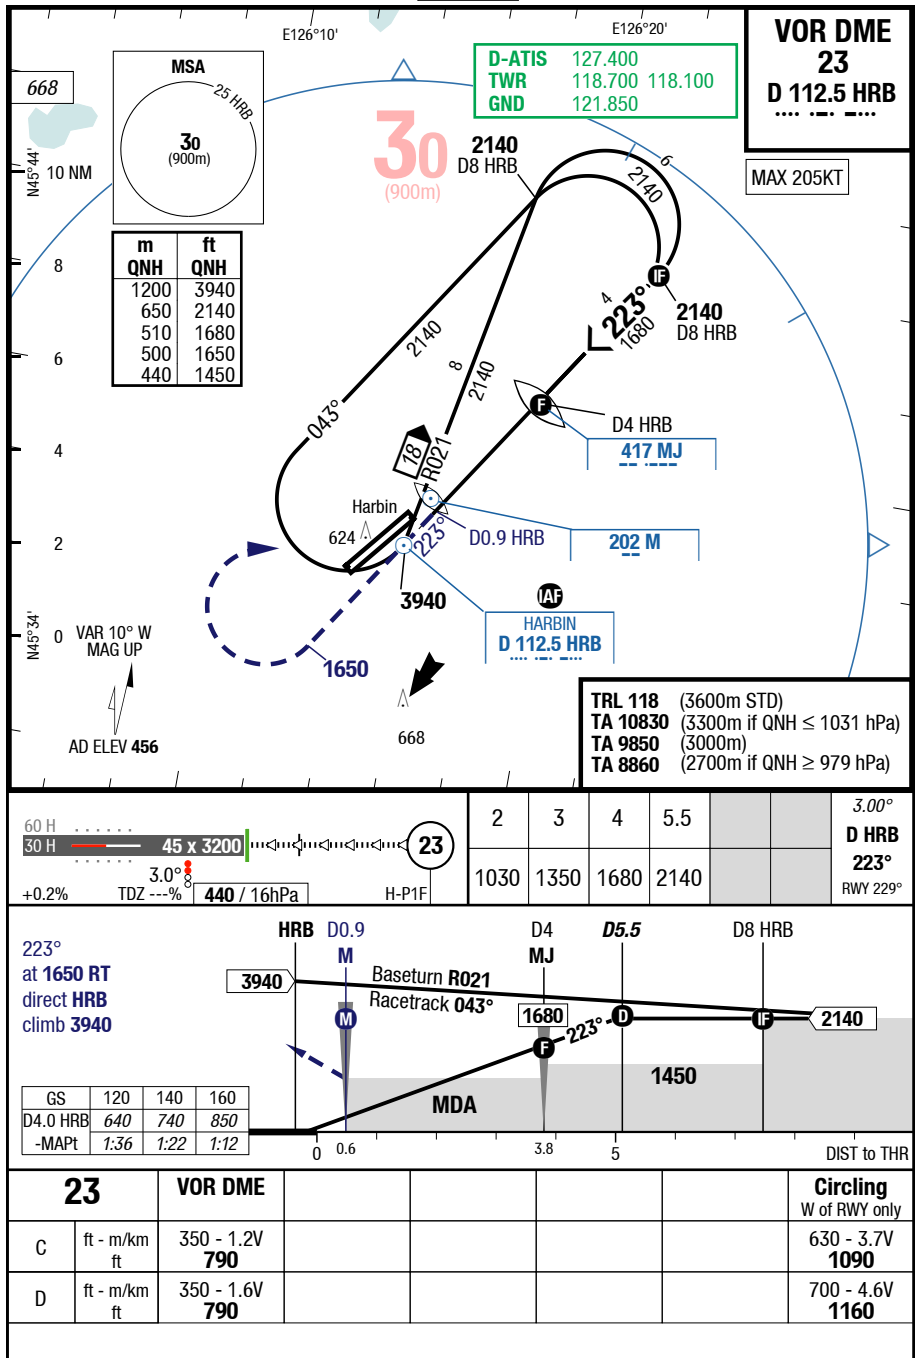 E126°10'
E126°20'
VOR DME
23
D 112.5 HRB
MAX 205KT
D-ATIS 127.400
TWR 118.700 118.100
GND 121.850
668
MSA
25 HRB
30
(900m)
30
(900m)
N45°44'
10 NM
8
6
4
2
0
N45°34'
m ft
QNH QNH
1200 3940
650 2140
510 1680
500 1650
440 1450
2140
D8 HRB
6
2140
IF
2140
D8 HRB
4
223°
1680
2140
8
2140
043°
F
D4 HRB
417 MJ
18
R021
Harbin
624
223°
D0.9 HRB
202 M
3940
IAF
HARBIN
D 112.5 HRB
1650
VAR 10° W
MAG UP
AD ELEV 456
668
TRL 118 (3600m STD)
TA 10830 (3300m if QNH ≤ 1031 hPa)
TA 9850 (3000m)
TA 8860 (2700m if QNH ≥ 979 hPa)
60 H
30 H
45 x 3200
23
3.0°
+0.2%
TDZ ---%
440 / 16hPa
H-P1F
2 3 4 5.5
1030 1350 1680 2140
3.00°
D HRB
223°
RWY 229°
223°
at 1650 RT
direct HRB
climb 3940
HRB D0.9 D4 D5.5 D8 HRB
M MJ
3940
Baseturn R021
Racetrack 043°
M
1680
223°
D
IF
2140
F
1450
MDA
GS 120 140 160
D4.0 HRB 640 740 850
-MAPt 1:36 1:22 1:12
0 0.6 3.8 5 DIST to THR
23 VOR DME Circling
W of RWY only
C ft - m/km 350 - 1.2V 630 - 3.7V
ft 790 1090
D ft - m/km 350 - 1.6V 700 - 4.6V
ft 790 1160